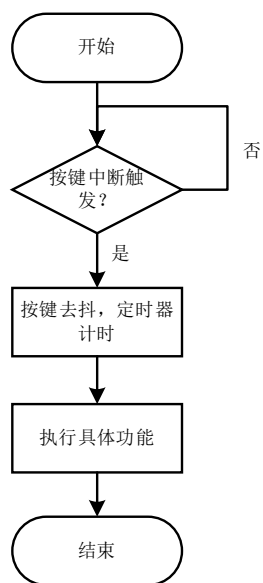 开始
否
按键中断触
发？
是
按键去抖，定时器
计时
执行具体功能
结束